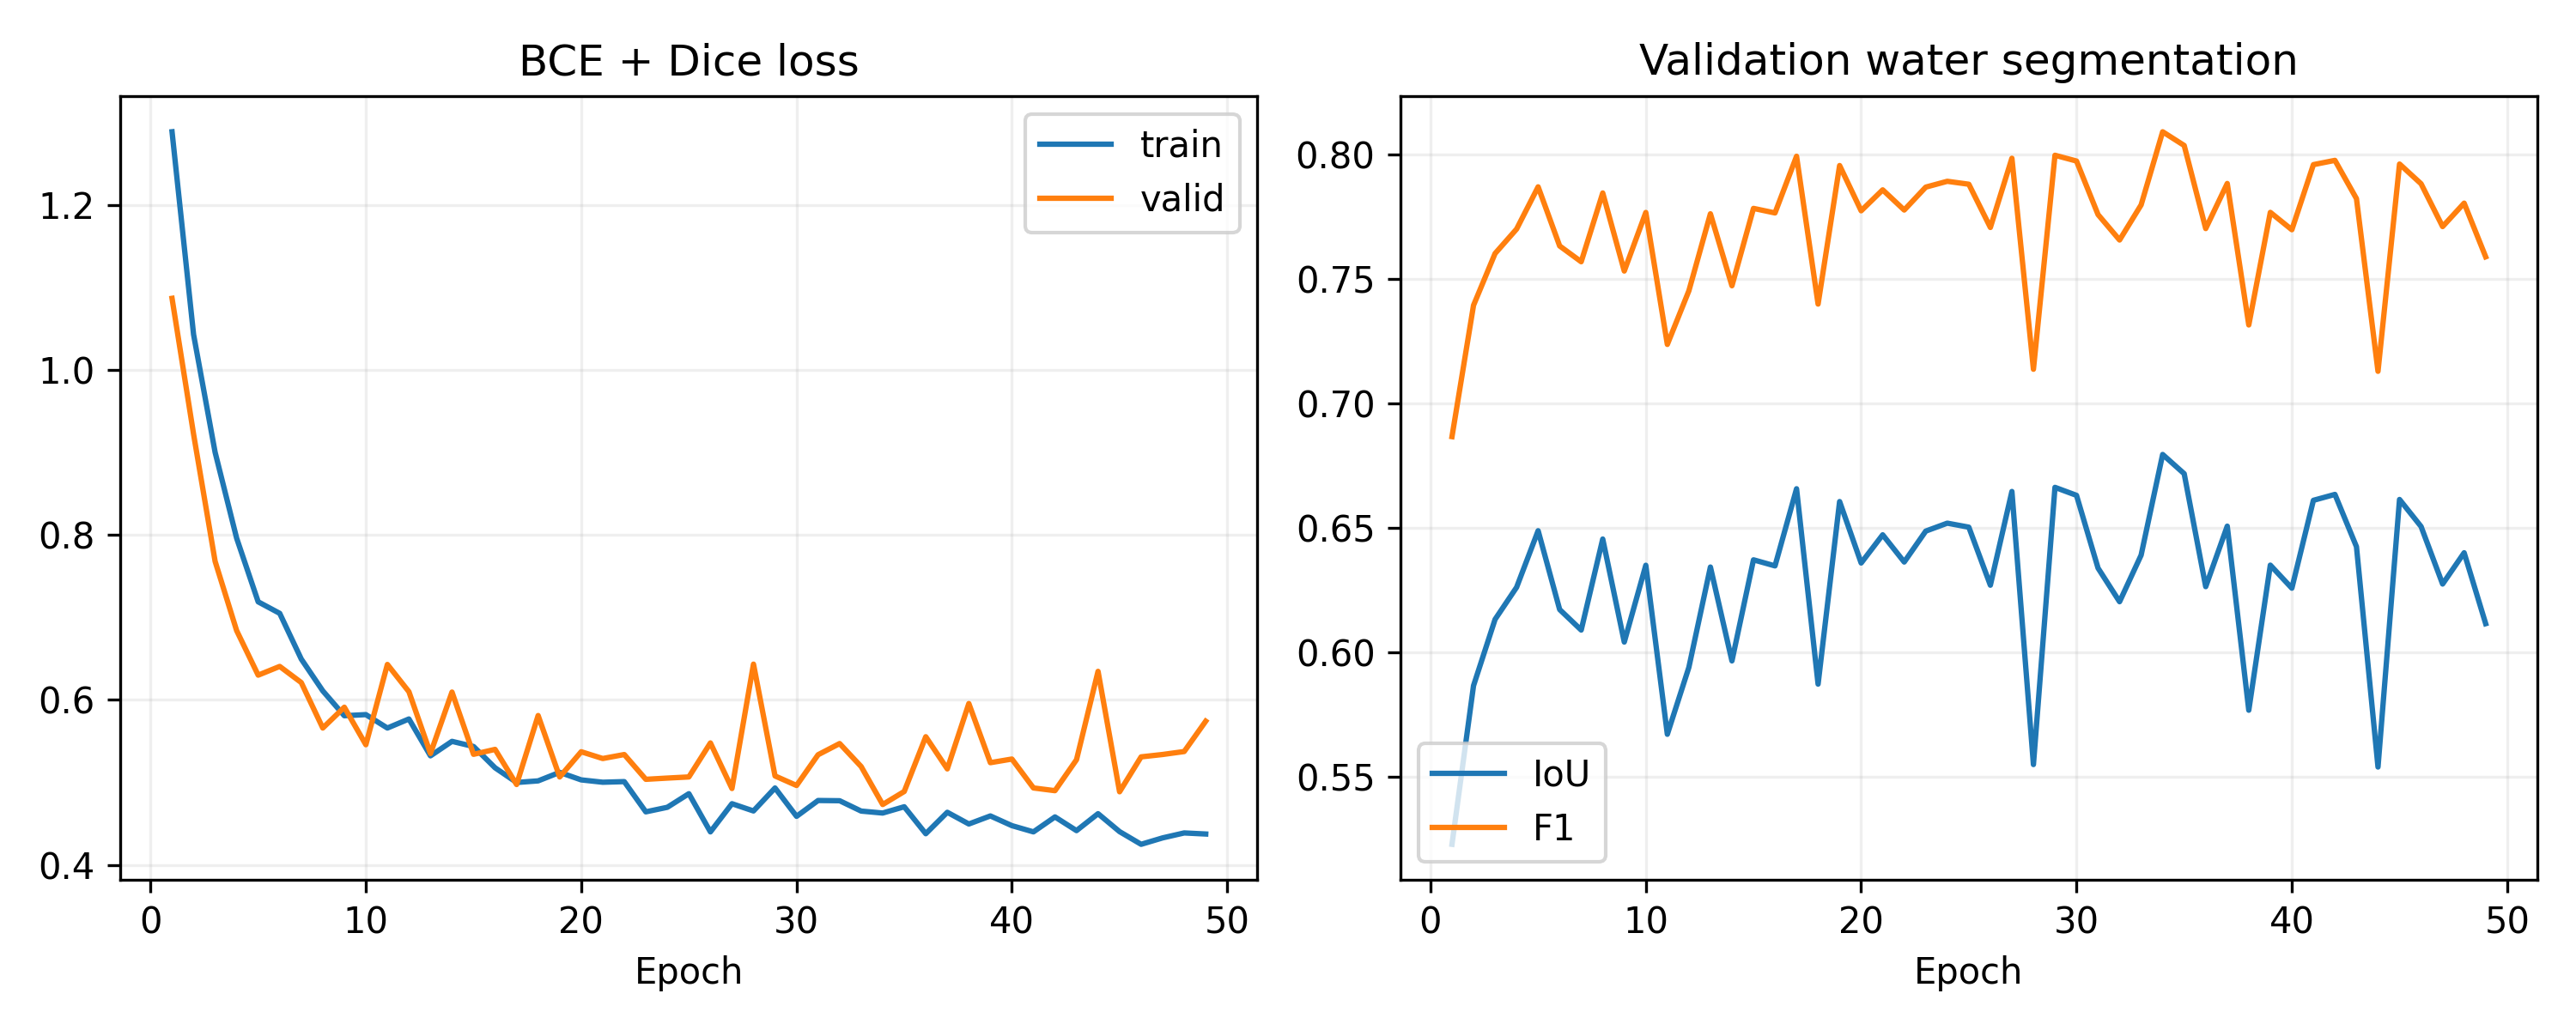 BCE + Dice loss
train
valid
1.2
1.0
0.8
0.6
0.4
0 10 20 30 40 50
Epoch
Validation water segmentation
0.80
0.75
0.70
0.65
0.60
0.55
IoU
F1
0 10 20 30 40 50
Epoch